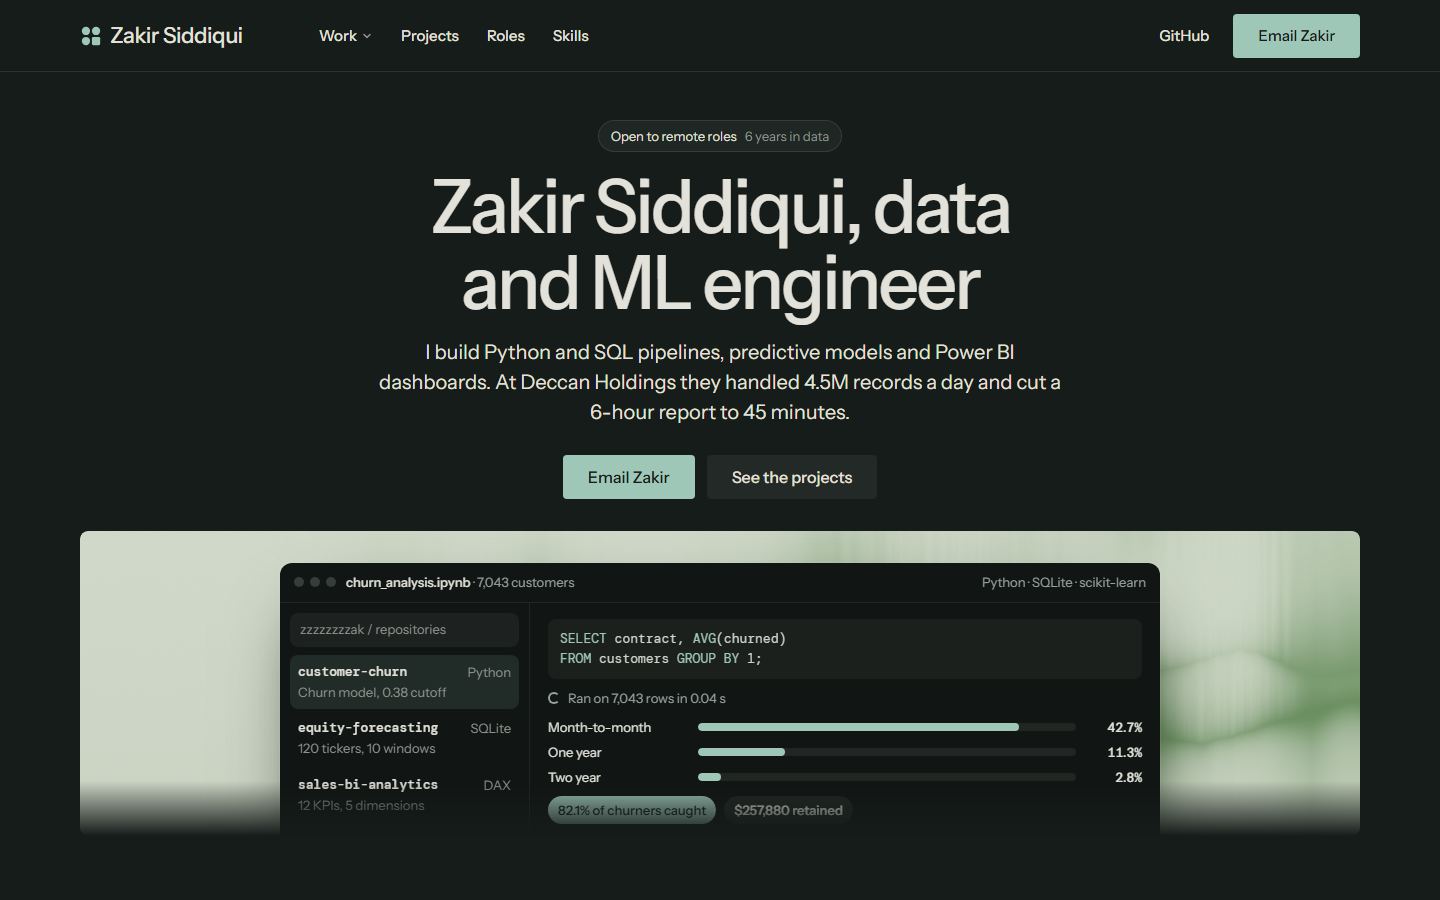 Zakir Siddiqui
Work
Projects
Roles
Skills
GitHub
Email Zakir
Open to remote roles 6 years in data
Zakir Siddiqui, data
and ML engineer
I build Python and SQL pipelines, predictive models and Power BI
dashboards. At Deccan Holdings they handled 4.5M records a day and cut a
6-hour report to 45 minutes.
Email Zakir
See the projects
churn_analysis.ipynb · 7,043 customers
Python · SQLite · scikit-learn
zzzzzzzzak / repositories
customer-churn Python
Churn model, 0.38 cutoff
equity-forecasting SQLite
120 tickers, 10 windows
sales-bi-analytics DAX
12 KPIs, 5 dimensions
SELECT contract, AVG(churned)
FROM customers GROUP BY 1;
Ran on 7,043 rows in 0.04 s
Month-to-month 42.7%
One year 11.3%
Two year 2.8%
82.1% of churners caught
$257,880 retained